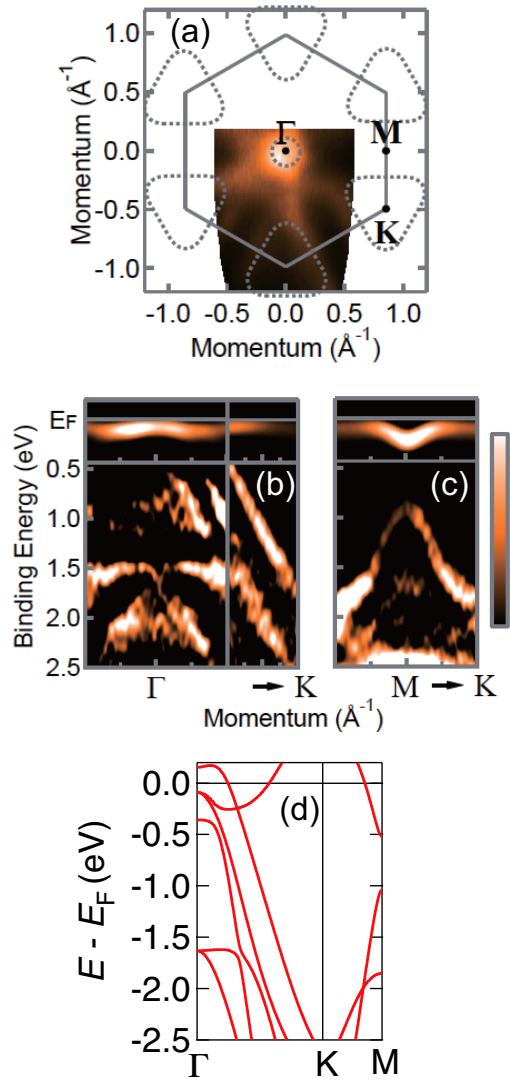 (a)
Momentum (Å⁻¹)
1.0
0.5
0.0
-0.5
-1.0
Γ
M
K
-1.0 -0.5 0.0 0.5 1.0
Momentum (Å⁻¹)
Binding Energy (eV)
EF
0.5
1.0
1.5
2.0
2.5
(b)
(c)
Γ → K
M → K
Momentum (Å⁻¹)
(d)
E - EF (eV)
0.0
-0.5
-1.0
-1.5
-2.0
-2.5
Γ K M